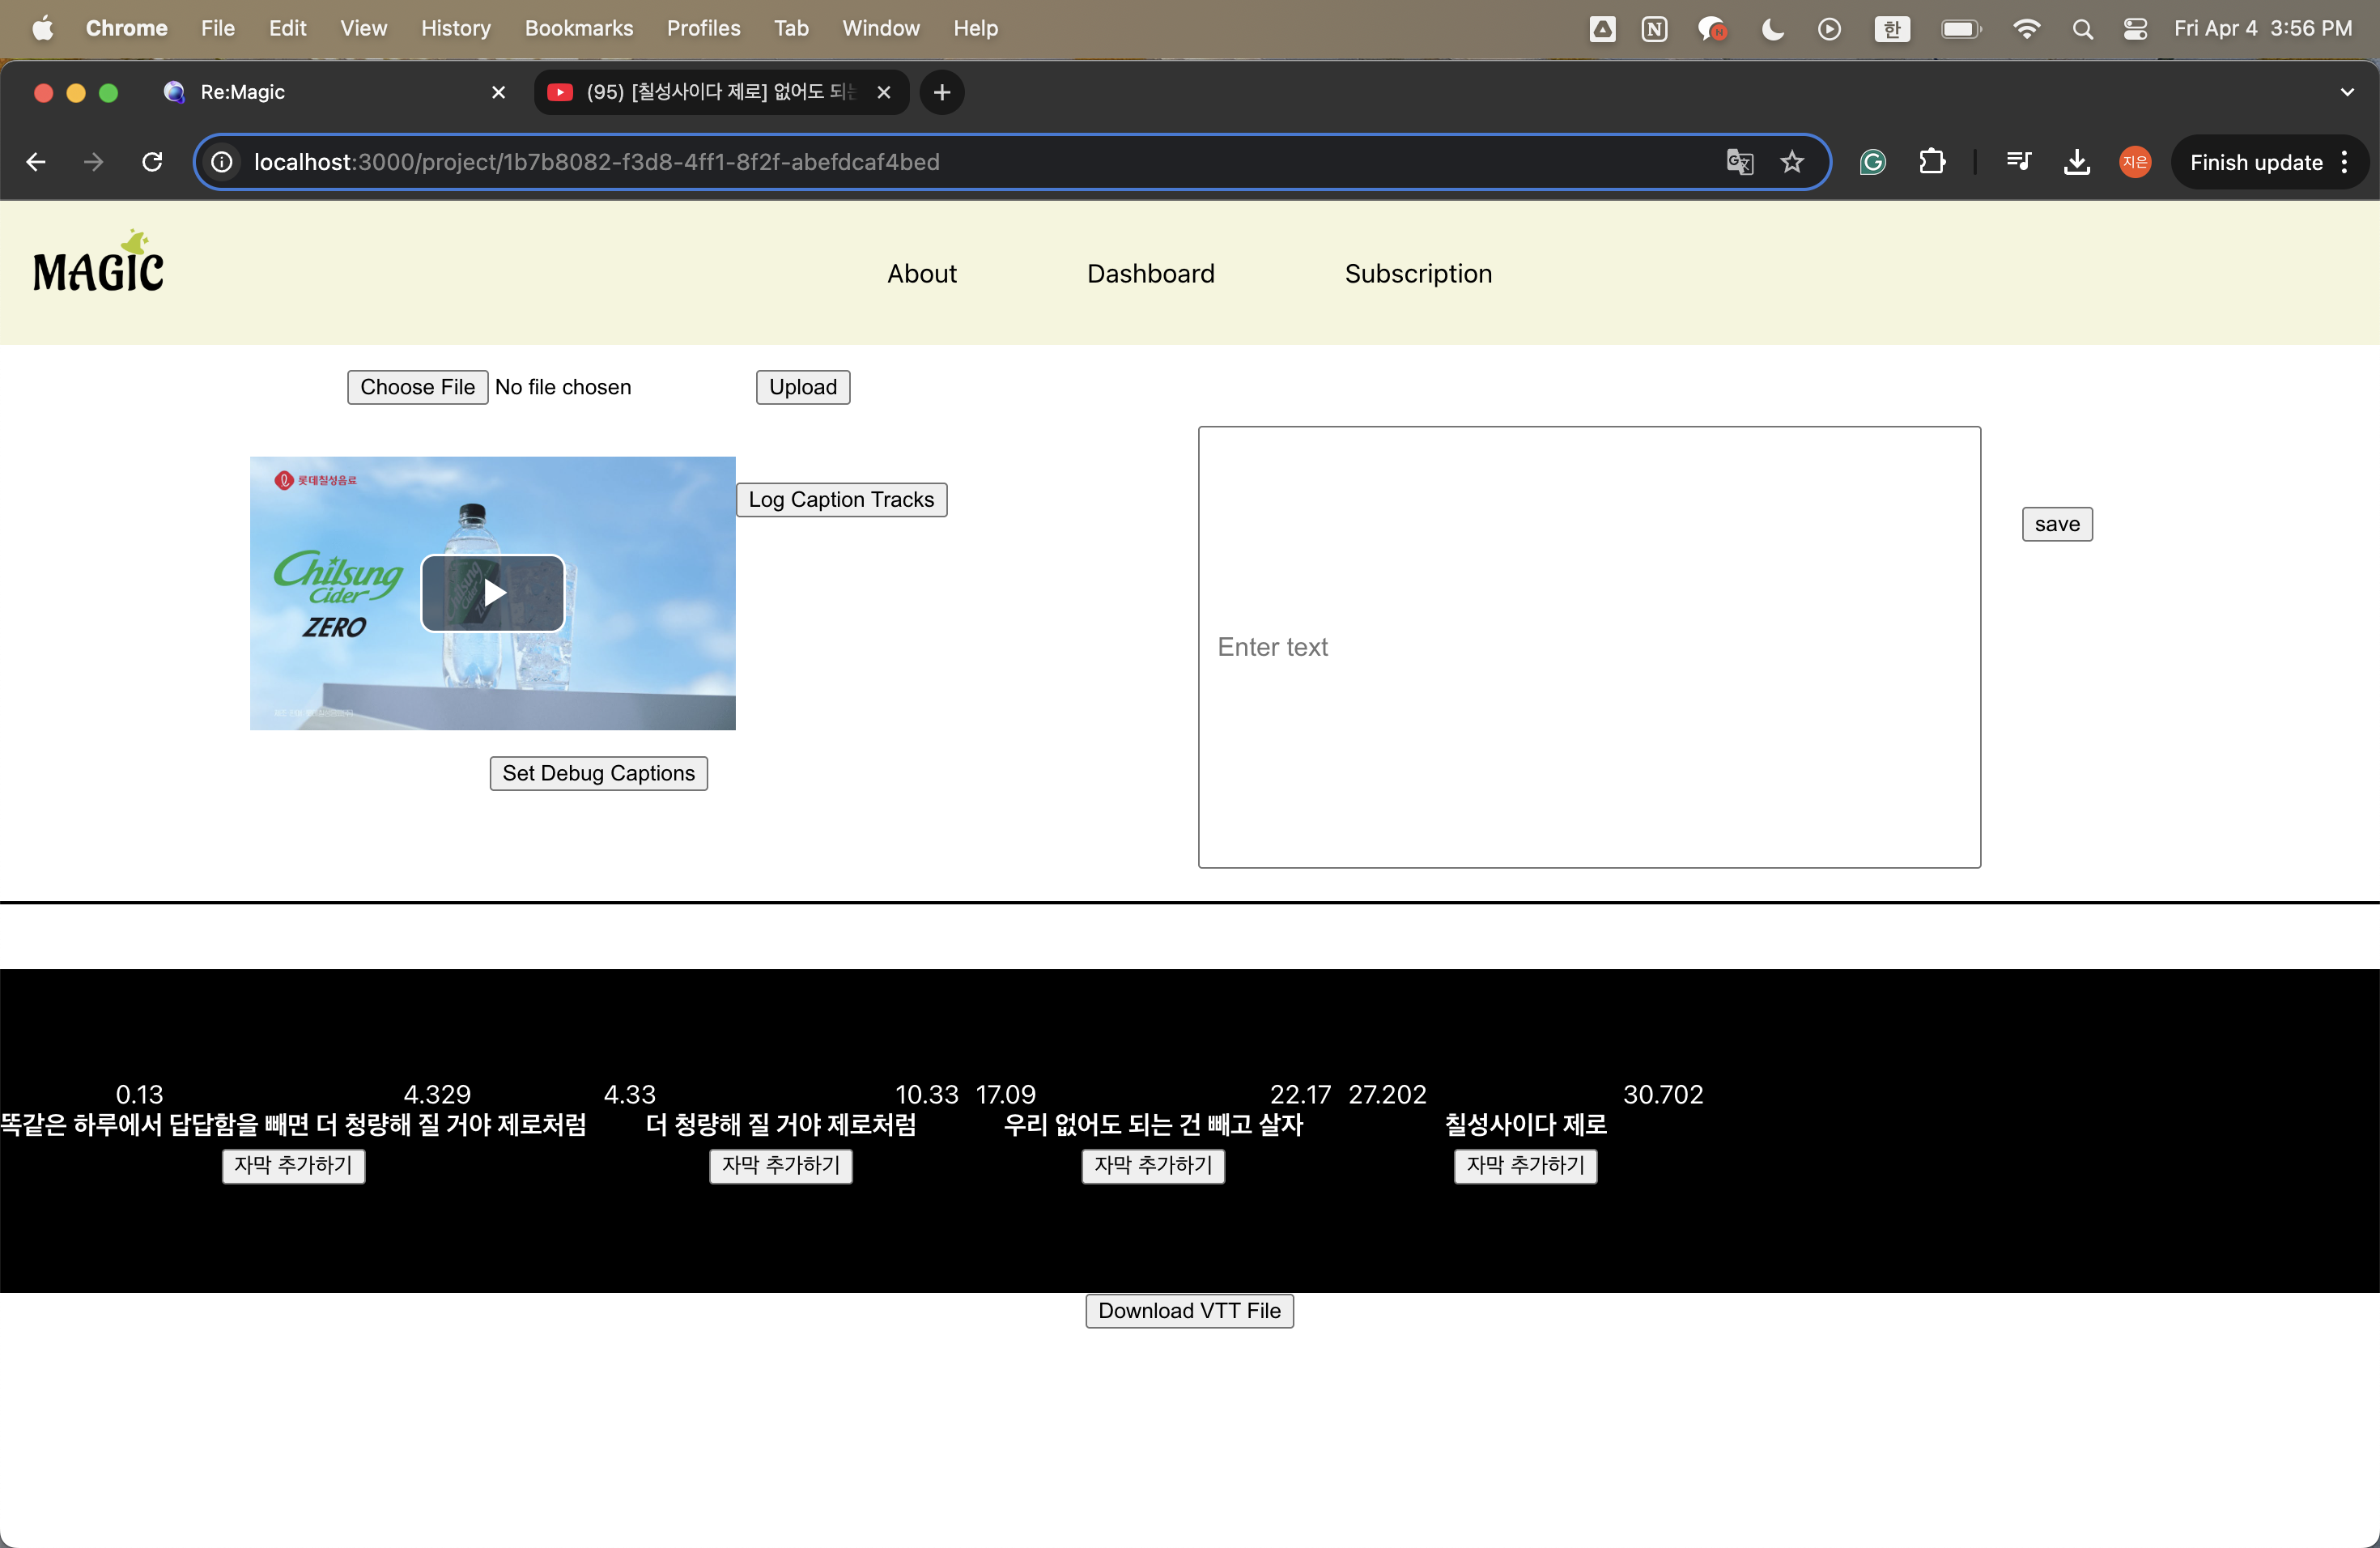 Chrome File Edit View History Bookmarks Profiles Tab Window Help 한 Fri Apr 4 3:56 PM
Re:Magic (95) [칠성사이다 제로] 없어도 되는
localhost:3000/project/1b7b8082-f3d8-4ff1-8f2f-abefdcaf4bed 지은 Finish update
MAGIC About Dashboard Subscription
Choose File No file chosen Upload
롯데칠성음료
Log Caption Tracks
save
Chilsung
Cider
ZERO
Enter text
Set Debug Captions
0.13 4.329 4.33 10.33 17.09 22.17 27.202 30.702
똑같은 하루에서 답답함을 빼면 더 청량해 질 거야 제로처럼 더 청량해 질 거야 제로처럼 우리 없어도 되는 건 빼고 살자 칠성사이다 제로
자막 추가하기 자막 추가하기 자막 추가하기 자막 추가하기
Download VTT File